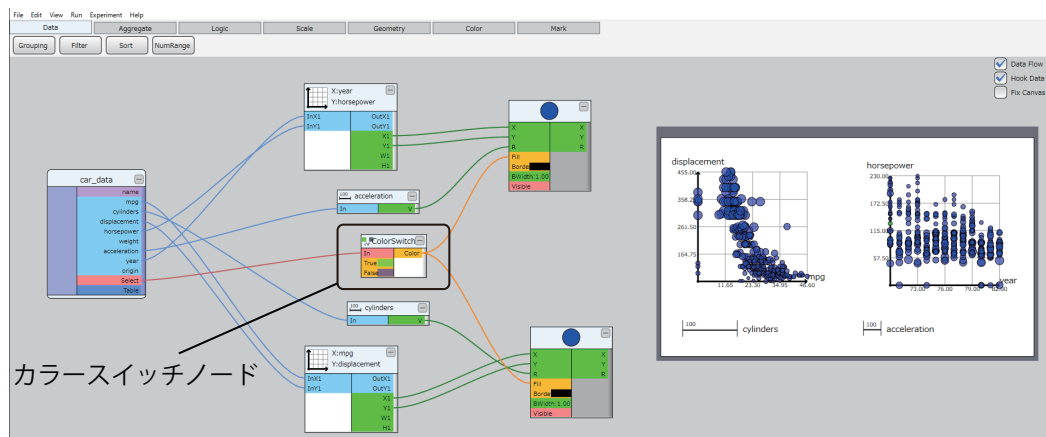 File Edit View Run Experiment Help
Data Aggregate Logic Scale Geometry Color Mark
Grouping Filter Sort NumRange
Data Flow
Hook Data
Fix Canvas
X:year
Y:horsepower
InX1 OutX1
InY1 OutY1
X1
Y1
W1
H1
X X
Y Y
R R
Fill
Borde
BWidth:1.00
Visible
car_data
name
mpg
cylinders
displacement
horsepower
weight
acceleration
year
origin
Select
Table
100 acceleration
In V
ColorSwitch
In Color
True
False
100 cylinders
In V
X:mpg
Y:displacement
InX1 OutX1
InY1 OutY1
X1
Y1
W1
H1
X X
Y Y
R R
Fill
Borde
BWidth:1.00
Visible
カラースイッチノード
displacement
455.00
358.2
261.50
164.75
11.65 23.30 34.95 46.60
mpg
100 cylinders
horsepower
230.00
172.50
115.00
57.50
73.00 76.00 79.00 82.00
year
100 acceleration